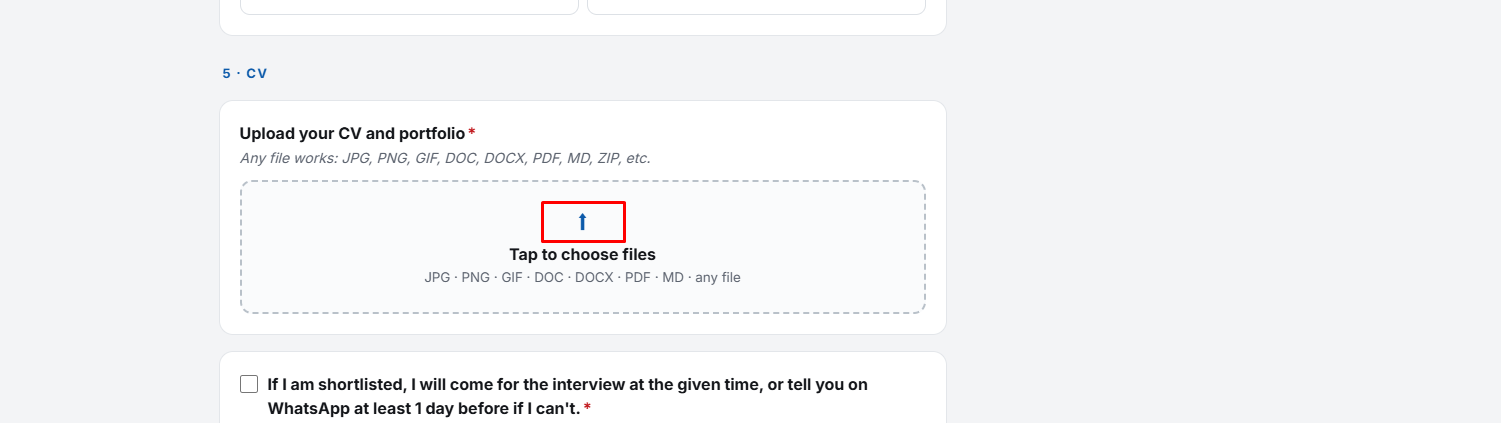 5 · CV
Upload your CV and portfolio *
Any file works: JPG, PNG, GIF, DOC, DOCX, PDF, MD, ZIP, etc.
Tap to choose files
JPG · PNG · GIF · DOC · DOCX · PDF · MD · any file
If I am shortlisted, I will come for the interview at the given time, or tell you on
WhatsApp at least 1 day before if I can't. *